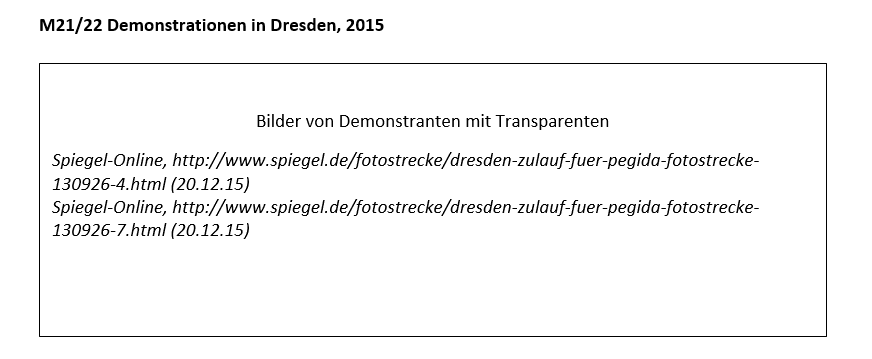 M21/22 Demonstrationen in Dresden, 2015
Bilder von Demonstranten mit Transparenten
Spiegel-Online, http://www.spiegel.de/fotostrecke/dresden-zulauf-fuer-pegida-fotostrecke-
130926-4.html (20.12.15)
Spiegel-Online, http://www.spiegel.de/fotostrecke/dresden-zulauf-fuer-pegida-fotostrecke-
130926-7.html (20.12.15)